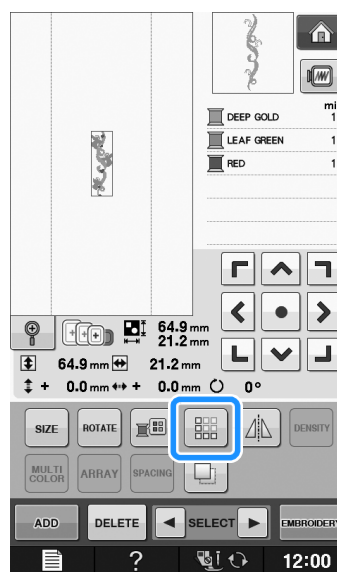 mi
DEEP GOLD 1
LEAF GREEN 1
RED 1
64.9 mm
21.2 mm
64.9 mm 21.2 mm
+ 0.0 mm + 0.0 mm 0°
SIZE ROTATE DENSITY
MULTI COLOR ARRAY SPACING
ADD DELETE SELECT EMBROIDERY
? 12:00